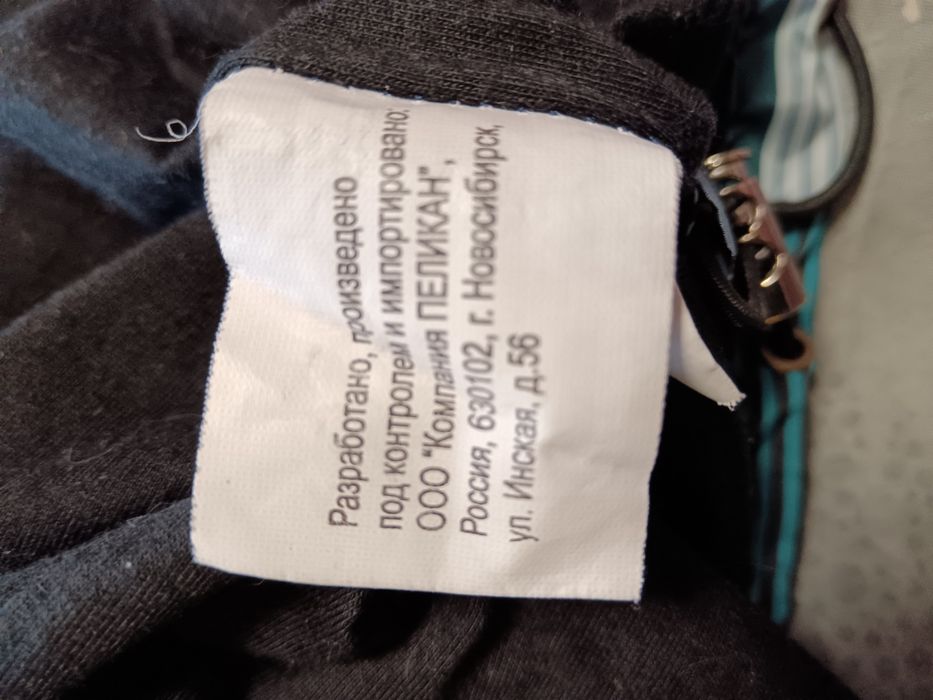 Разработано, произведено
под контролем и импортировано:
ООО "Компания ПЕЛИКАН",
Россия, 630102, г. Новосибирск,
ул. Инская, д.56